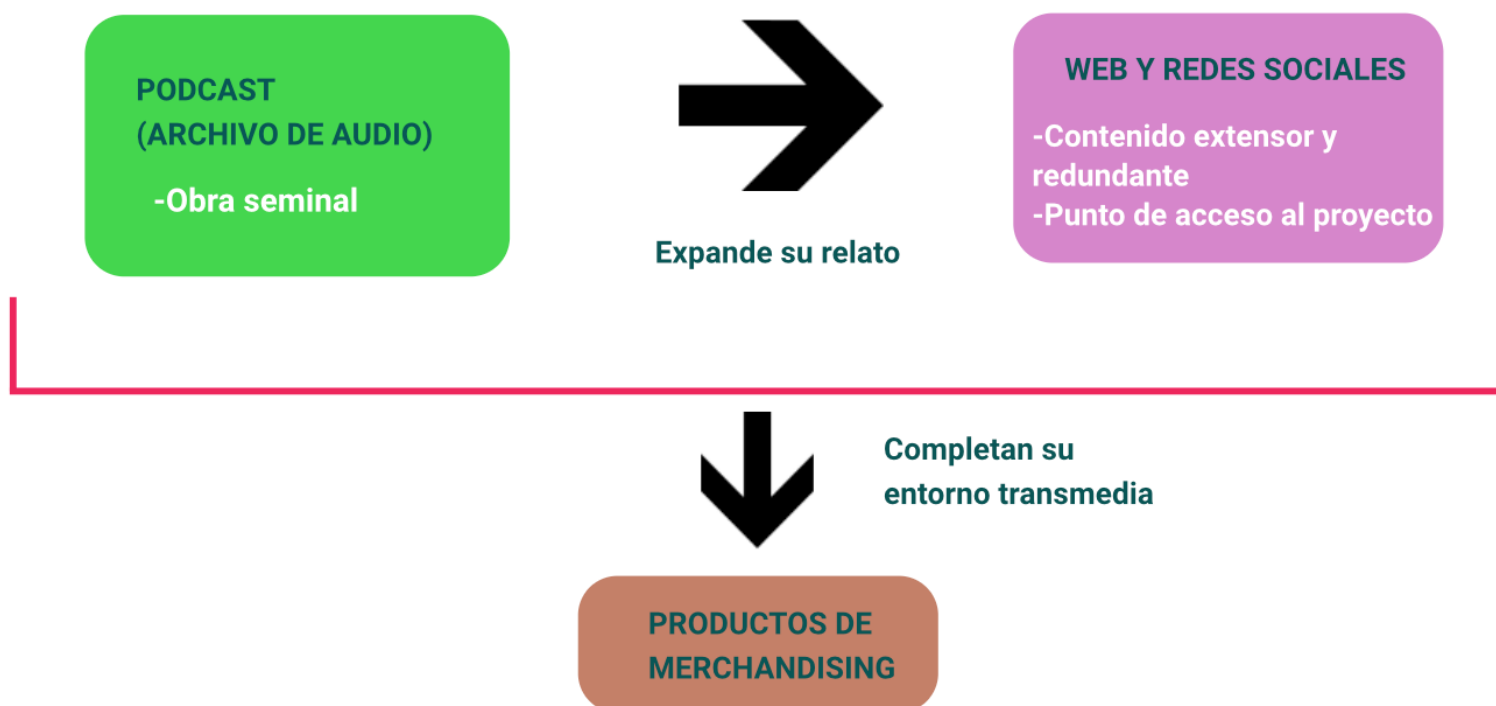 PODCAST
(ARCHIVO DE AUDIO)
-Obra seminal
Expande su relato
WEB Y REDES SOCIALES
-Contenido extensor y
redundante
-Punto de acceso al proyecto
Completan su
entorno transmedia
PRODUCTOS DE
MERCHANDISING